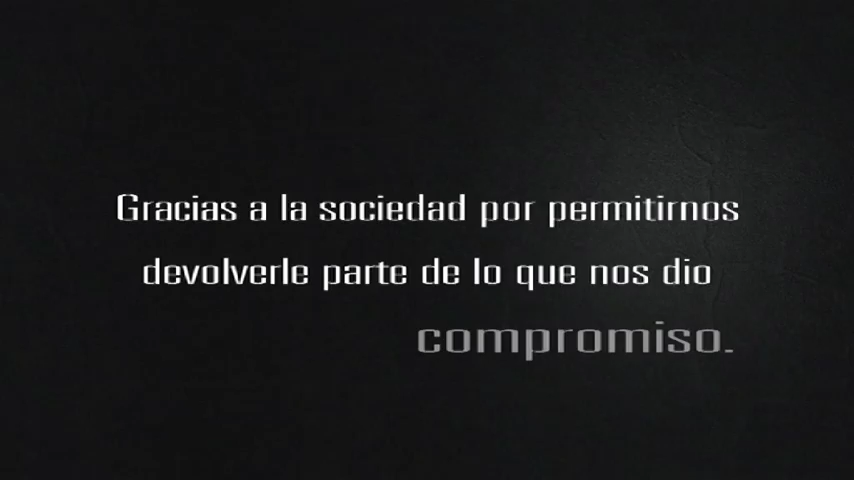 Gracias a la sociedad por permitirnos
devolverle parte de lo que nos dio
compromiso.